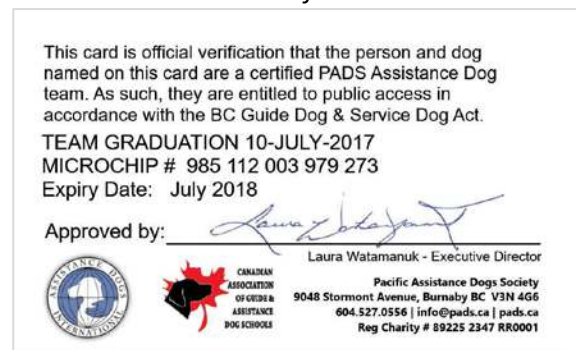 This card is official verification that the person and dog
named on this card are a certified PADS Assistance Dog
team. As such, they are entitled to public access in
accordance with the BC Guide Dog & Service Dog Act.
TEAM GRADUATION 10-JULY-2017
MICROCHIP # 985 112 003 979 273
Expiry Date: July 2018
Approved by:
Laura Watamanuk - Executive Director
ASSISTANCE DOGS
INTERNATIONAL
CANADIAN
ASSOCIATION
OF GUIDE &
ASSISTANCE
DOG SCHOOLS
Pacific Assistance Dogs Society
9048 Stormont Avenue, Burnaby BC V3N 4G6
604.527.0556 | info@pads.ca | pads.ca
Reg Charity # 89225 2347 RR0001